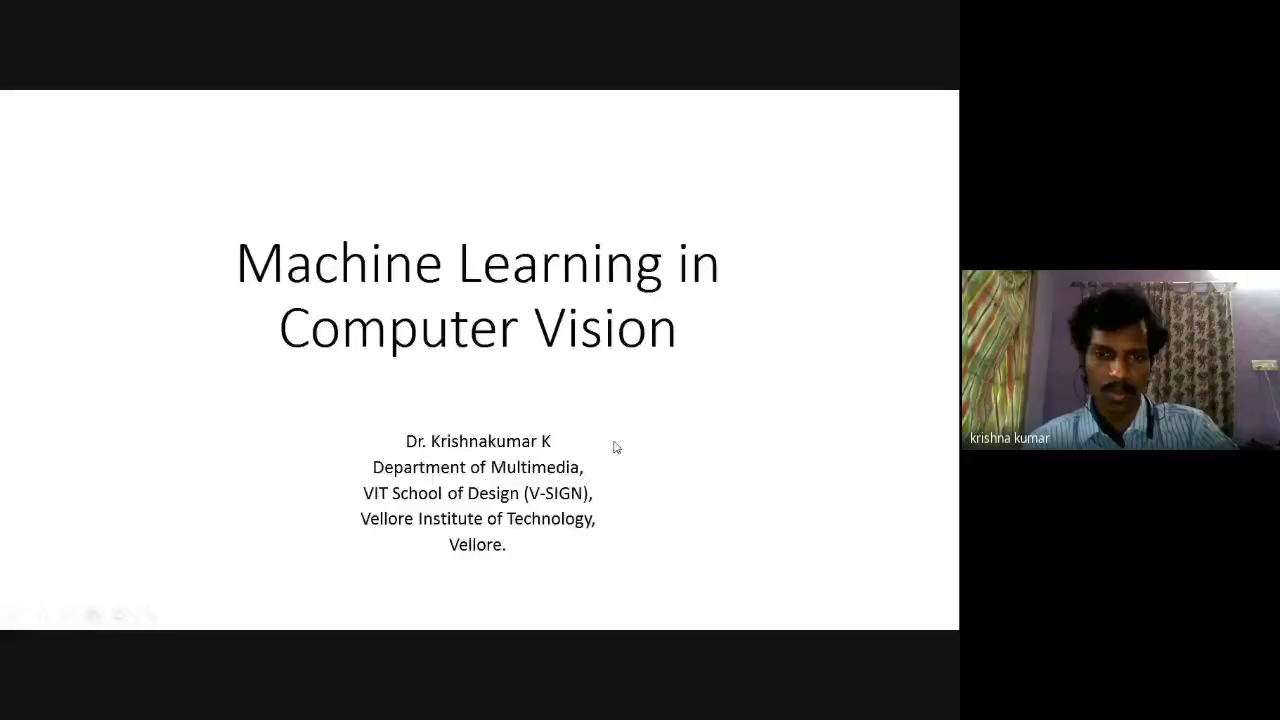 Machine Learning in
Computer Vision
Dr. Krishnakumar K
Department of Multimedia,
VIT School of Design (V-SIGN),
Vellore Institute of Technology,
Vellore.
krishna kumar